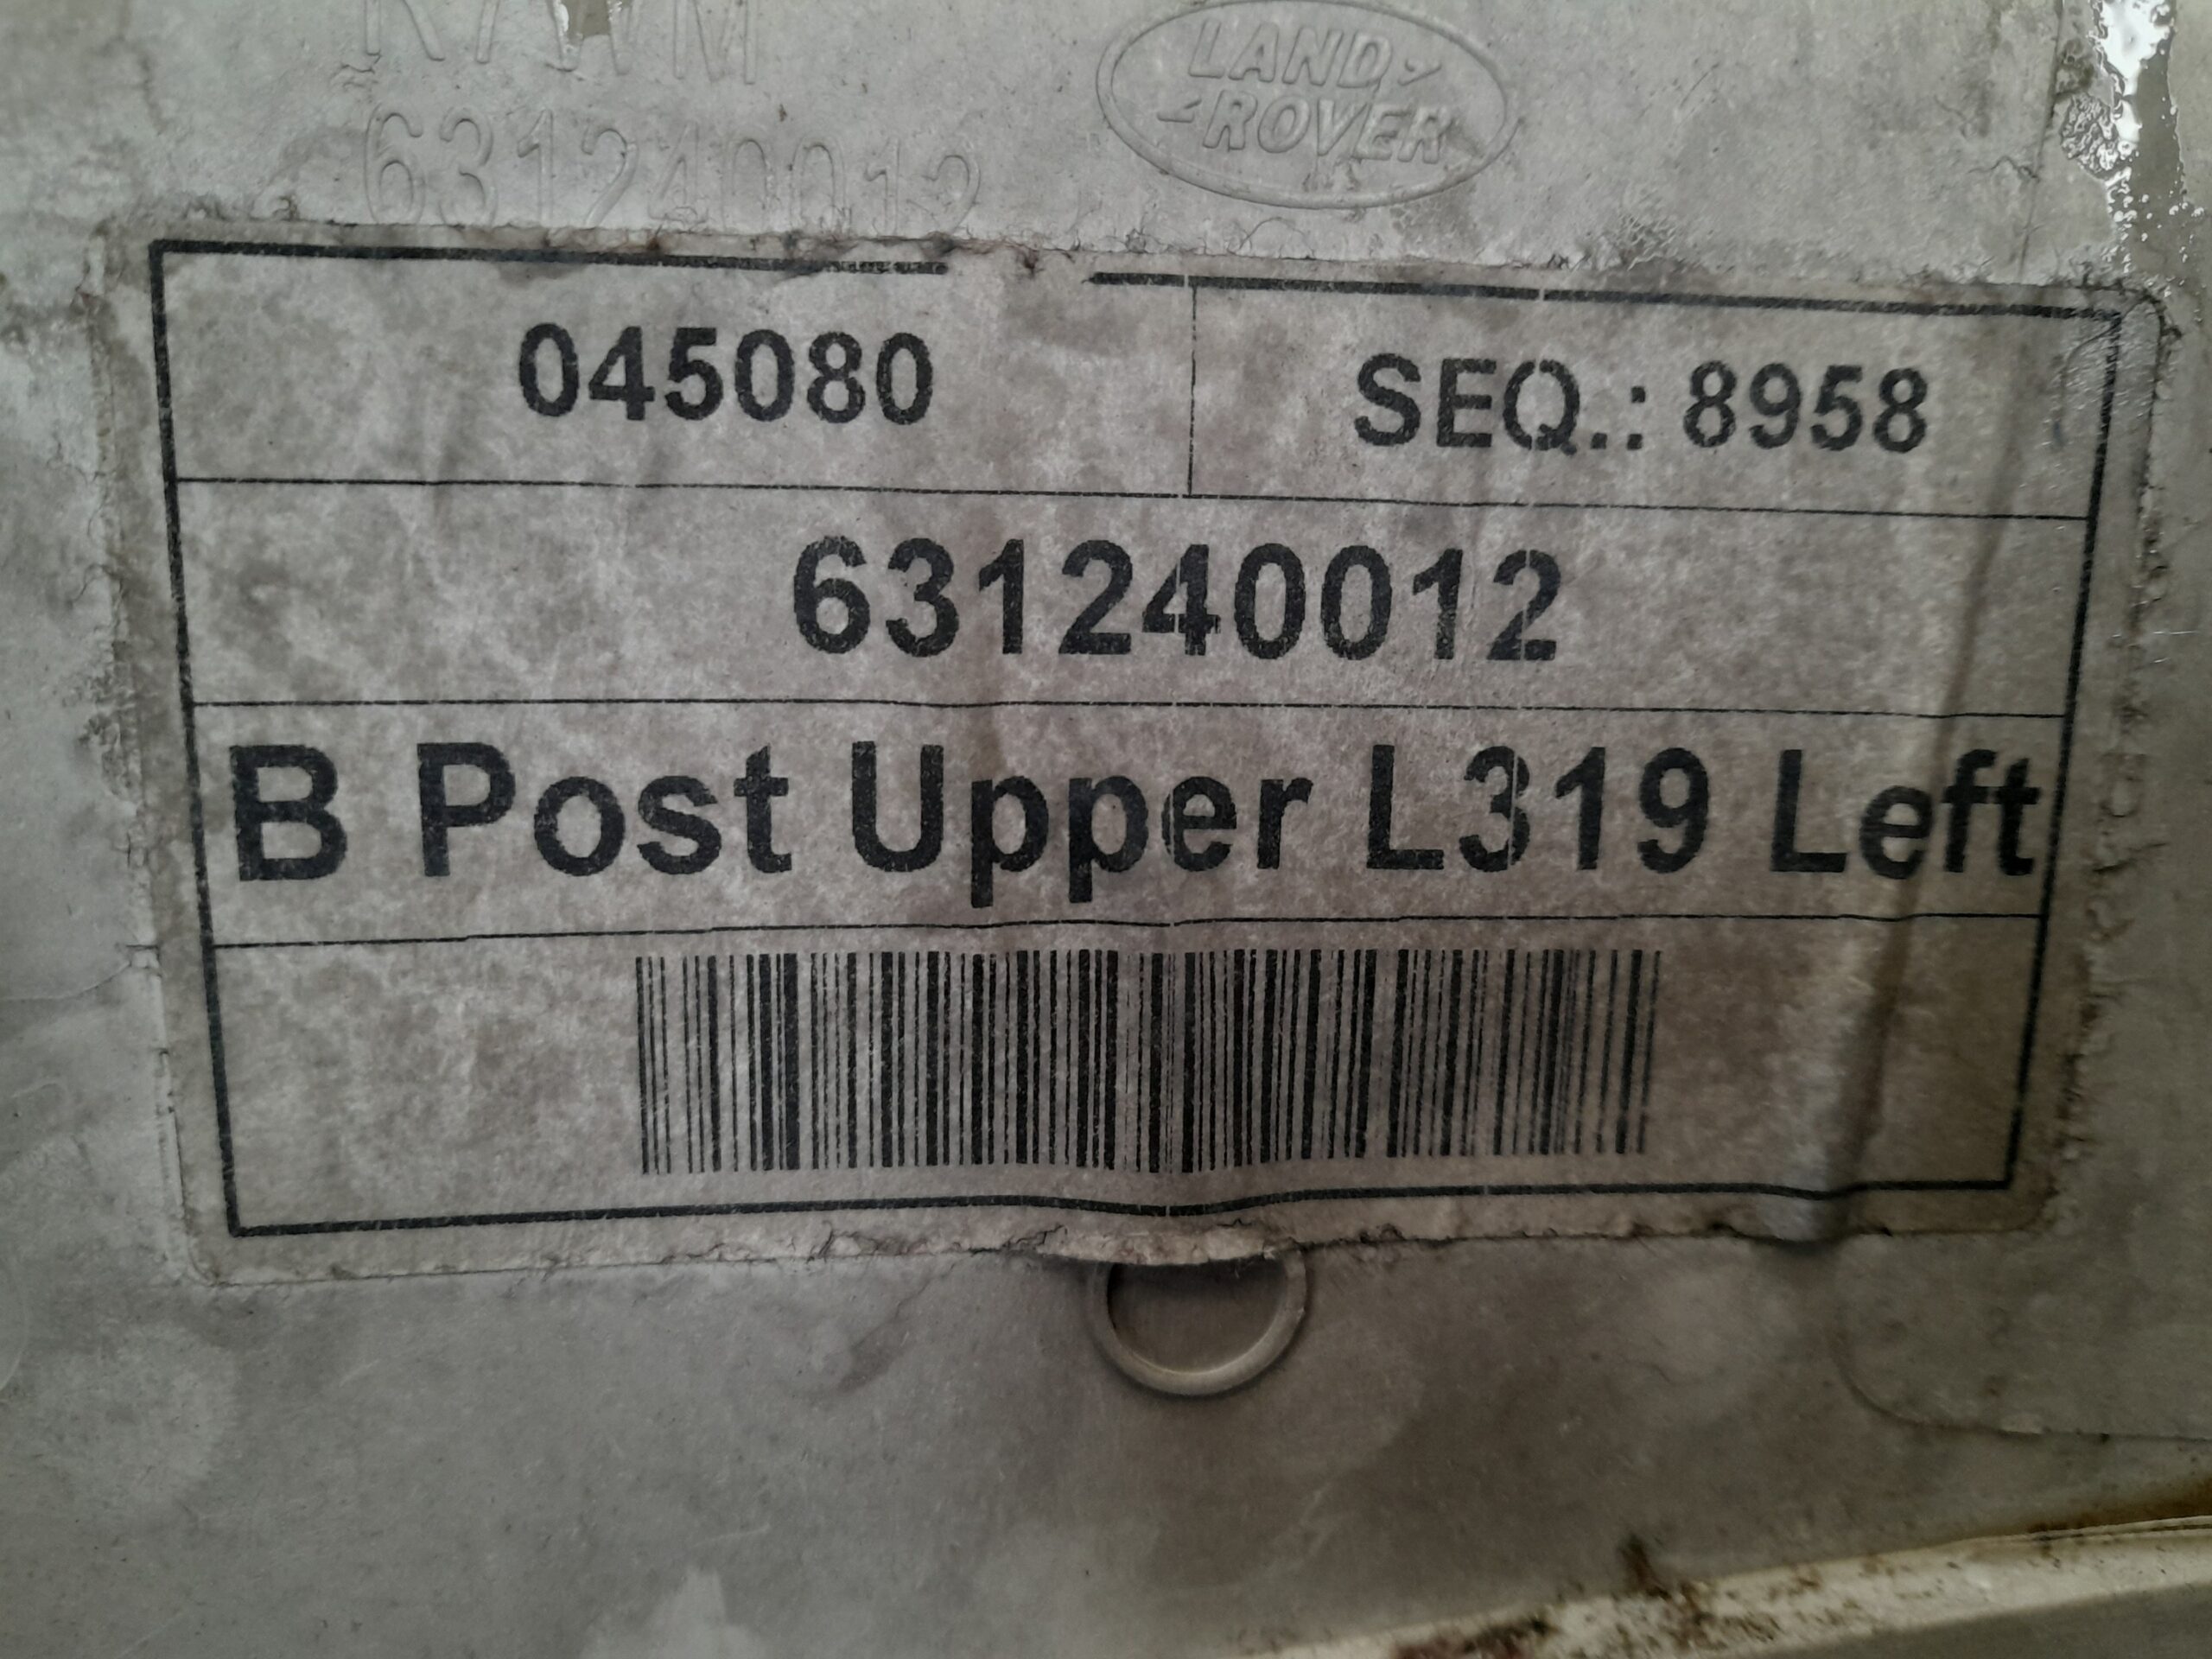 631240012
LAND
ROVER
045080
SEQ.: 8958
631240012
B Post Upper L319 Left